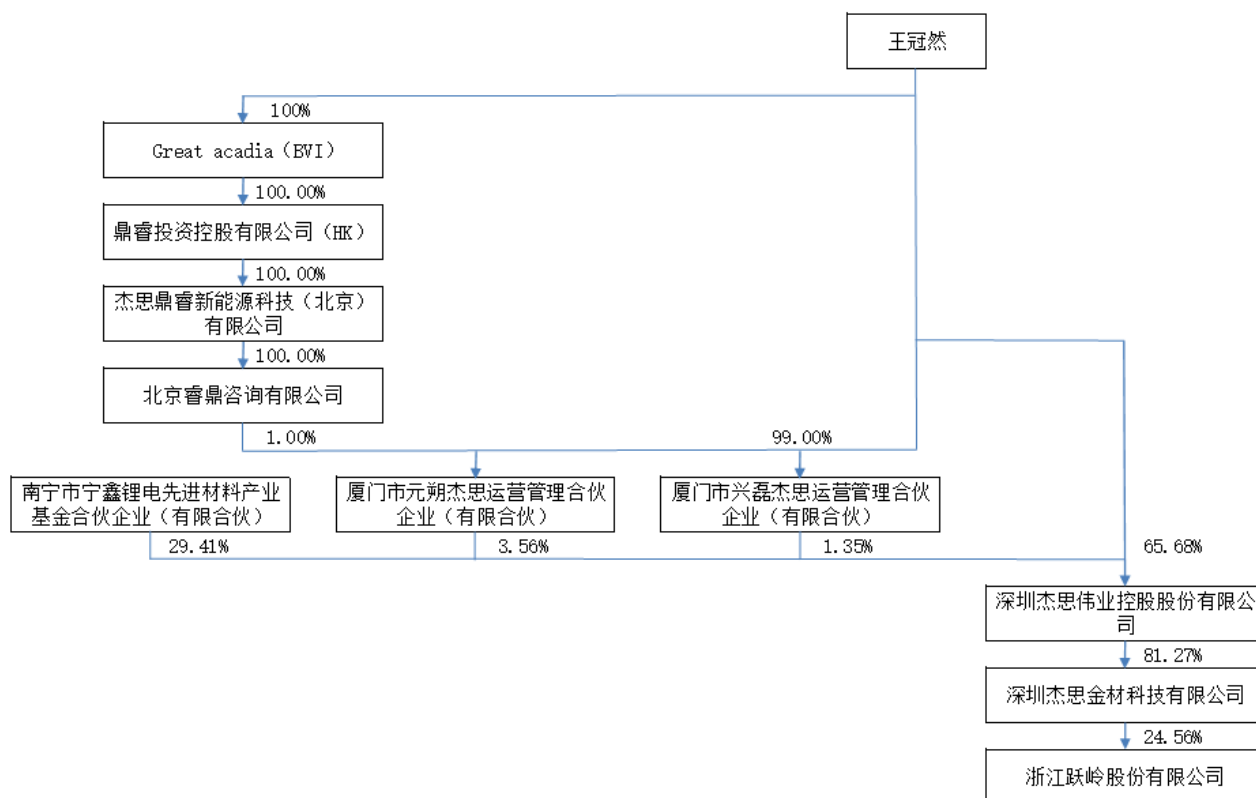 王冠然
100%
Great acadia（BVI）
100.00%
鼎睿投资控股有限公司（HK）
100.00%
杰思鼎睿新能源科技（北京）
有限公司
100.00%
北京睿鼎咨询有限公司
1.00%
99.00%
南宁市宁鑫锂电先进材料产业
基金合伙企业（有限合伙）
厦门市元朔杰思运营管理合伙
企业（有限合伙）
厦门市兴磊杰思运营管理合伙
企业（有限合伙）
29.41%
3.56%
1.35%
65.68%
深圳杰思伟业控股股份有限公
司
81.27%
深圳杰思金材科技有限公司
24.56%
浙江跃岭股份有限公司